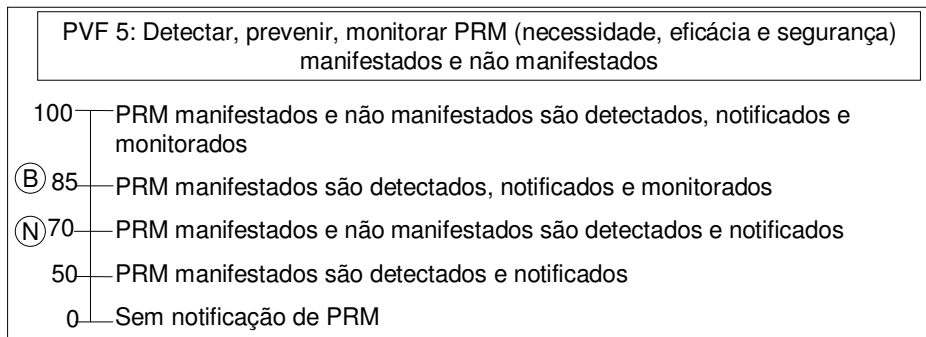 PVF 5: Detectar, prevenir, monitorar PRM (necessidade, eficácia e segurança)
manifestados e não manifestados
100 PRM manifestados e não manifestados são detectados, notificados e
monitorados
B 85 PRM manifestados são detectados, notificados e monitorados
N 70 PRM manifestados e não manifestados são detectados e notificados
50 PRM manifestados são detectados e notificados
0 Sem notificação de PRM